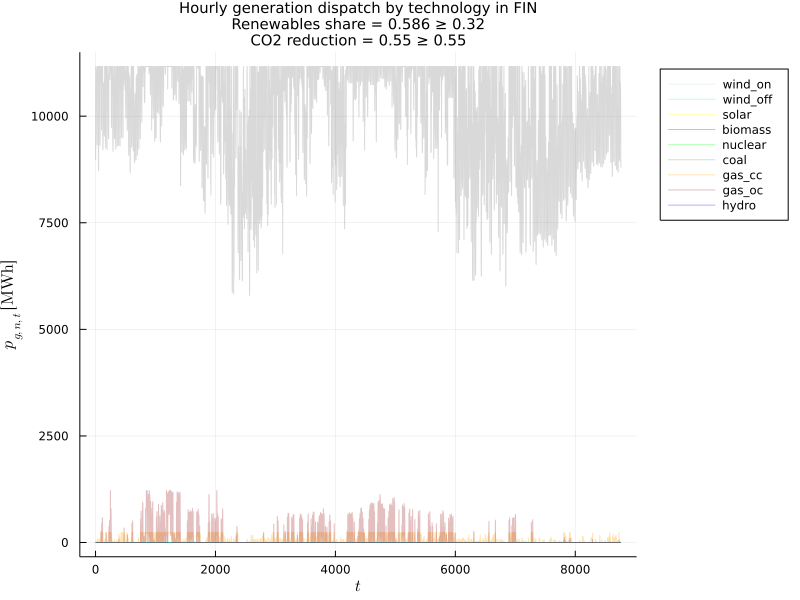 Hourly generation dispatch by technology in FIN
Renewables share = 0.586 ≥ 0.32
CO2 reduction = 0.55 ≥ 0.55
10000
7500
5000
2500
0
p g, n, t [MWh]
0 2000 4000 6000 8000
t
wind_on
wind_off
solar
biomass
nuclear
coal
gas_cc
gas_oc
hydro